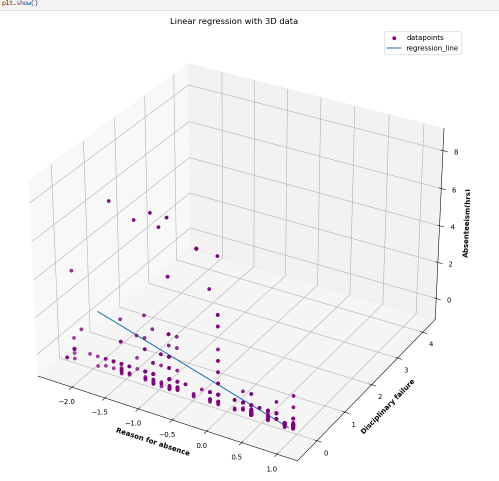 plt.show()
Linear regression with 3D data
datapoints
regression_line
8
6
4
2
0
Absenteeism(hrs)
4
3
2
1
0
Disciplinary failure
−2.0
−1.5
−1.0
−0.5
0.0
0.5
1.0
Reason for absence